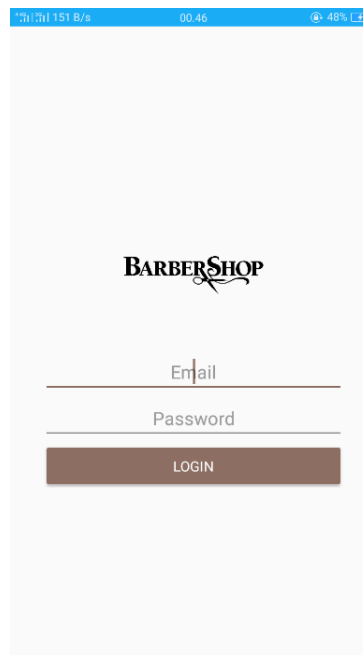 151 B/s 00.46 48%
BARBERSHOP
Email
Password
LOGIN